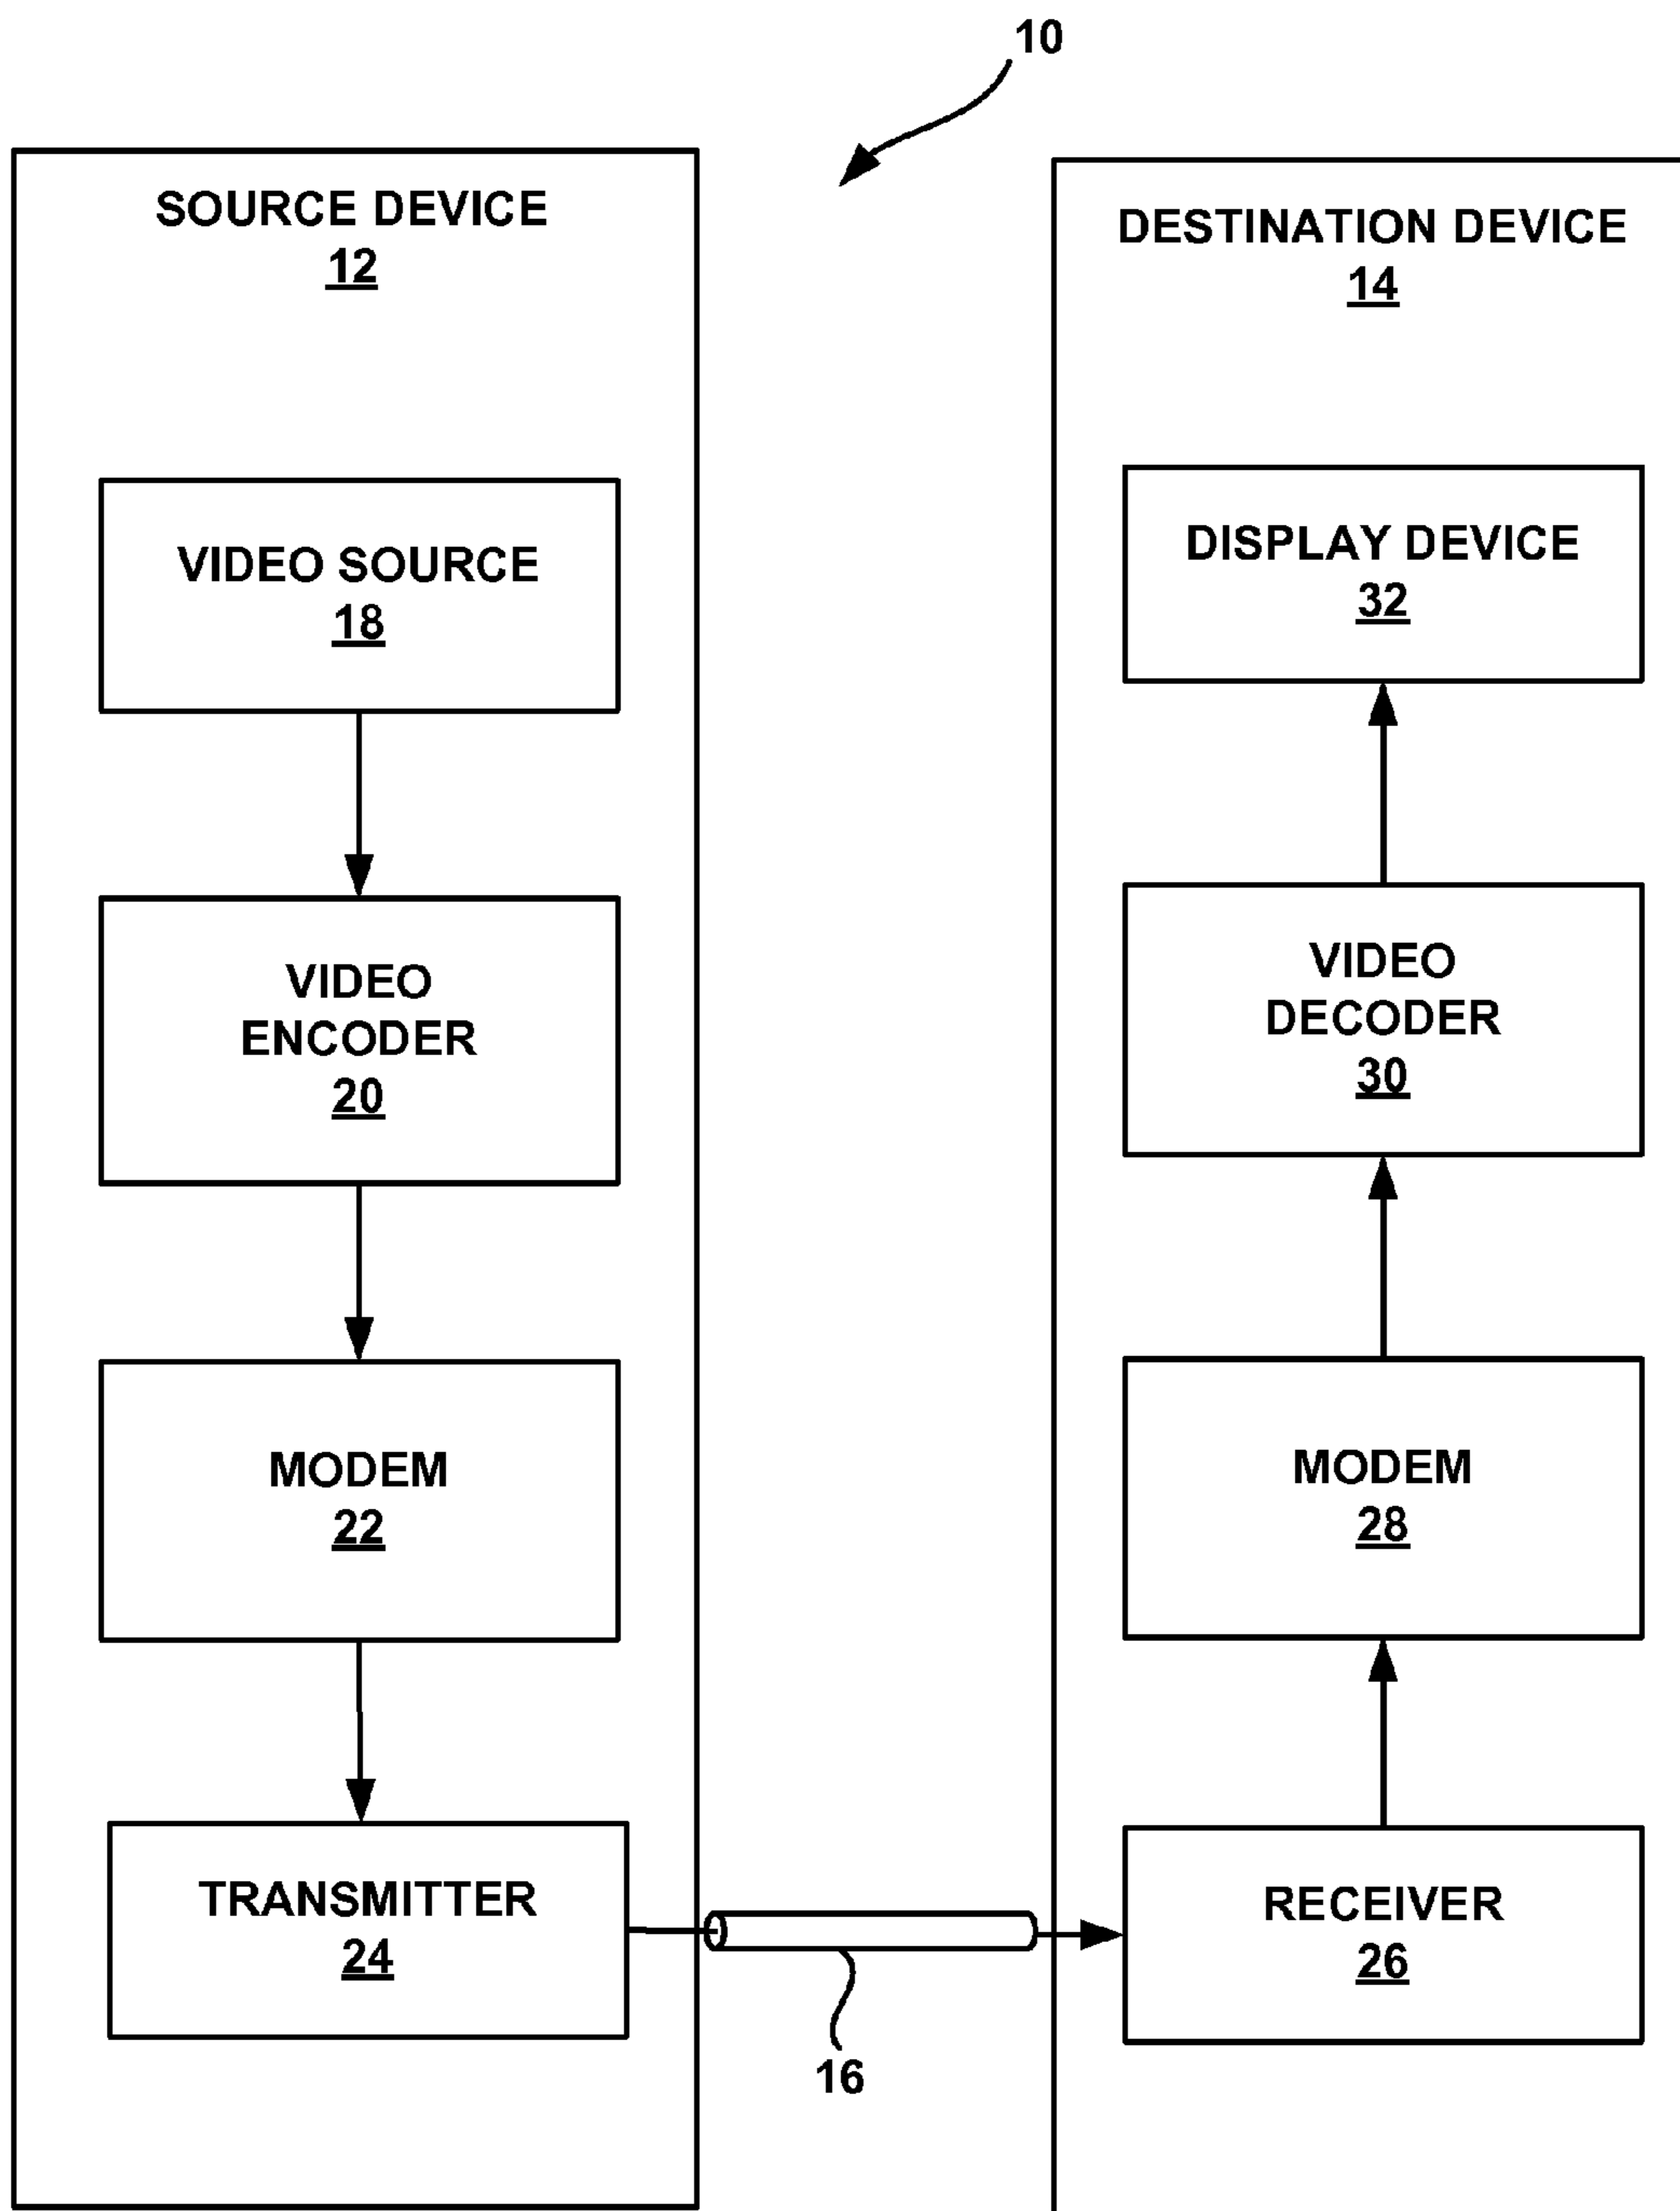 10
SOURCE DEVICE
12
VIDEO SOURCE
18
VIDEO
ENCODER
20
MODEM
22
TRANSMITTER
24
16
DESTINATION DEVICE
14
DISPLAY DEVICE
32
VIDEO
DECODER
30
MODEM
28
RECEIVER
26